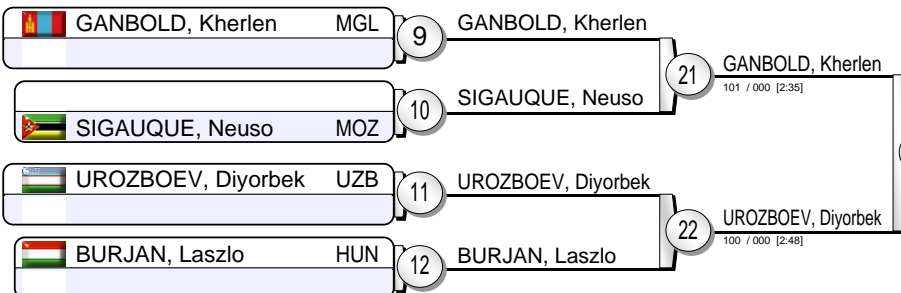 GANBOLD, Kherlen MGL 9 GANBOLD, Kherlen
21 GANBOLD, Kherlen
101 / 000 [2:35]
10 SIGAUQUE, Neuso
SIGAUQUE, Neuso MOZ
UROZBOEV, Diyorbek UZB 11 UROZBOEV, Diyorbek
22 UROZBOEV, Diyorbek
100 / 000 [2:48]
BURJAN, Laszlo HUN 12 BURJAN, Laszlo